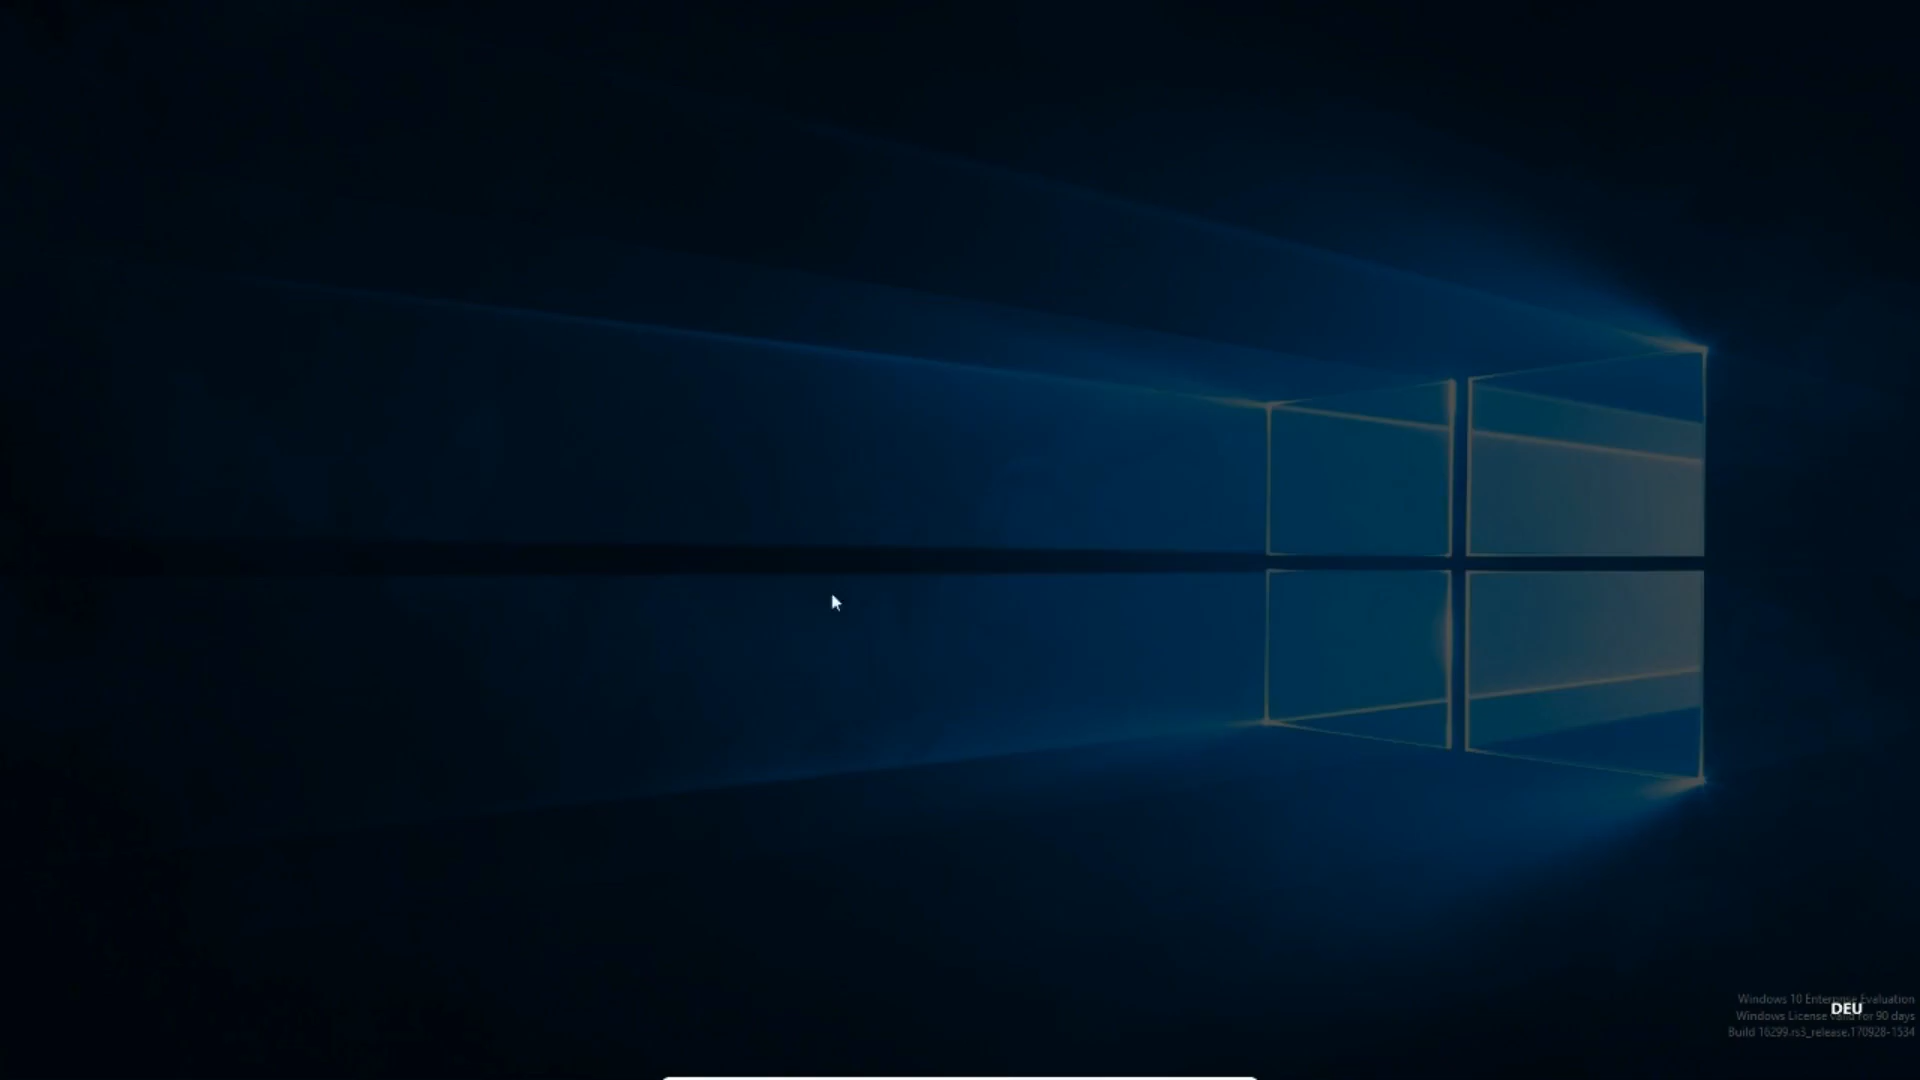 Windows 10 Enterprise Evaluation
DEU
Windows License valid for 90 days
Build 16299.rs3_release.170928-1534